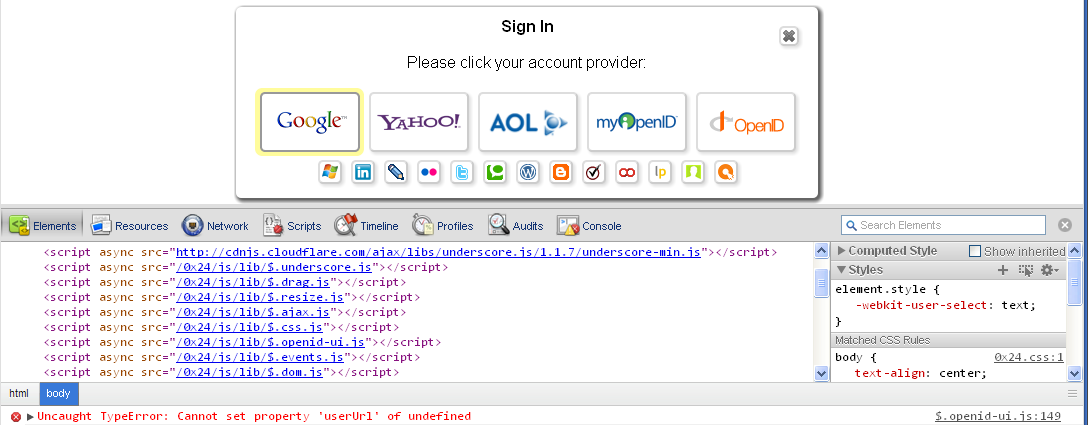 Sign In
Please click your account provider:
Google™ YAHOO! AOL myOpenID OpenID
in t W B lp
Elements Resources Network Scripts Timeline Profiles Audits Console Search Elements
<script async src="http://cdnjs.cloudflare.com/ajax/libs/underscore.js/1.1.7/underscore-min.js"></script>
<script async src="/0x24/js/lib/$.underscore.js"></script>
<script async src="/0x24/js/lib/$.drag.js"></script>
<script async src="/0x24/js/lib/$.resize.js"></script>
<script async src="/0x24/js/lib/$.ajax.js"></script>
<script async src="/0x24/js/lib/$.css.js"></script>
<script async src="/0x24/js/lib/$.openid-ui.js"></script>
<script async src="/0x24/js/lib/$.events.js"></script>
<script async src="/0x24/js/lib/$.dom.js"></script>
Computed Style Show inherited
Styles
element.style {
-webkit-user-select: text;
}
Matched CSS Rules
body { 0x24.css:1
text-align: center;
html body
Uncaught TypeError: Cannot set property 'userUrl' of undefined $.openid-ui.js:149